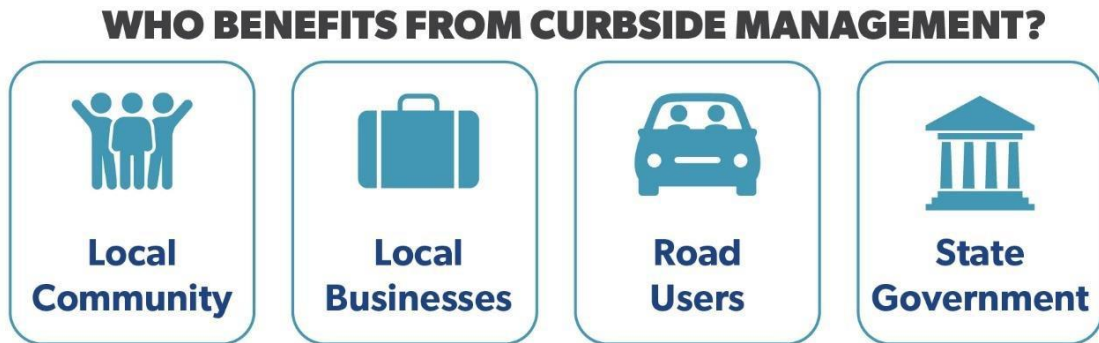 WHO BENEFITS FROM CURBSIDE MANAGEMENT?
Local
Community
Local
Businesses
Road
Users
State
Government